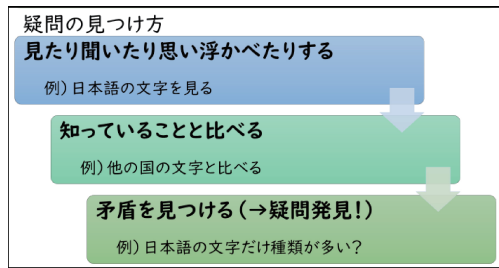 疑問の見つけ方
見たり聞いたり思い浮かべたりする
例)日本語の文字を見る
知っていることと比べる
例)他の国の文字と比べる
矛盾を見つける(→疑問発見!)
例)日本語の文字だけ種類が多い?